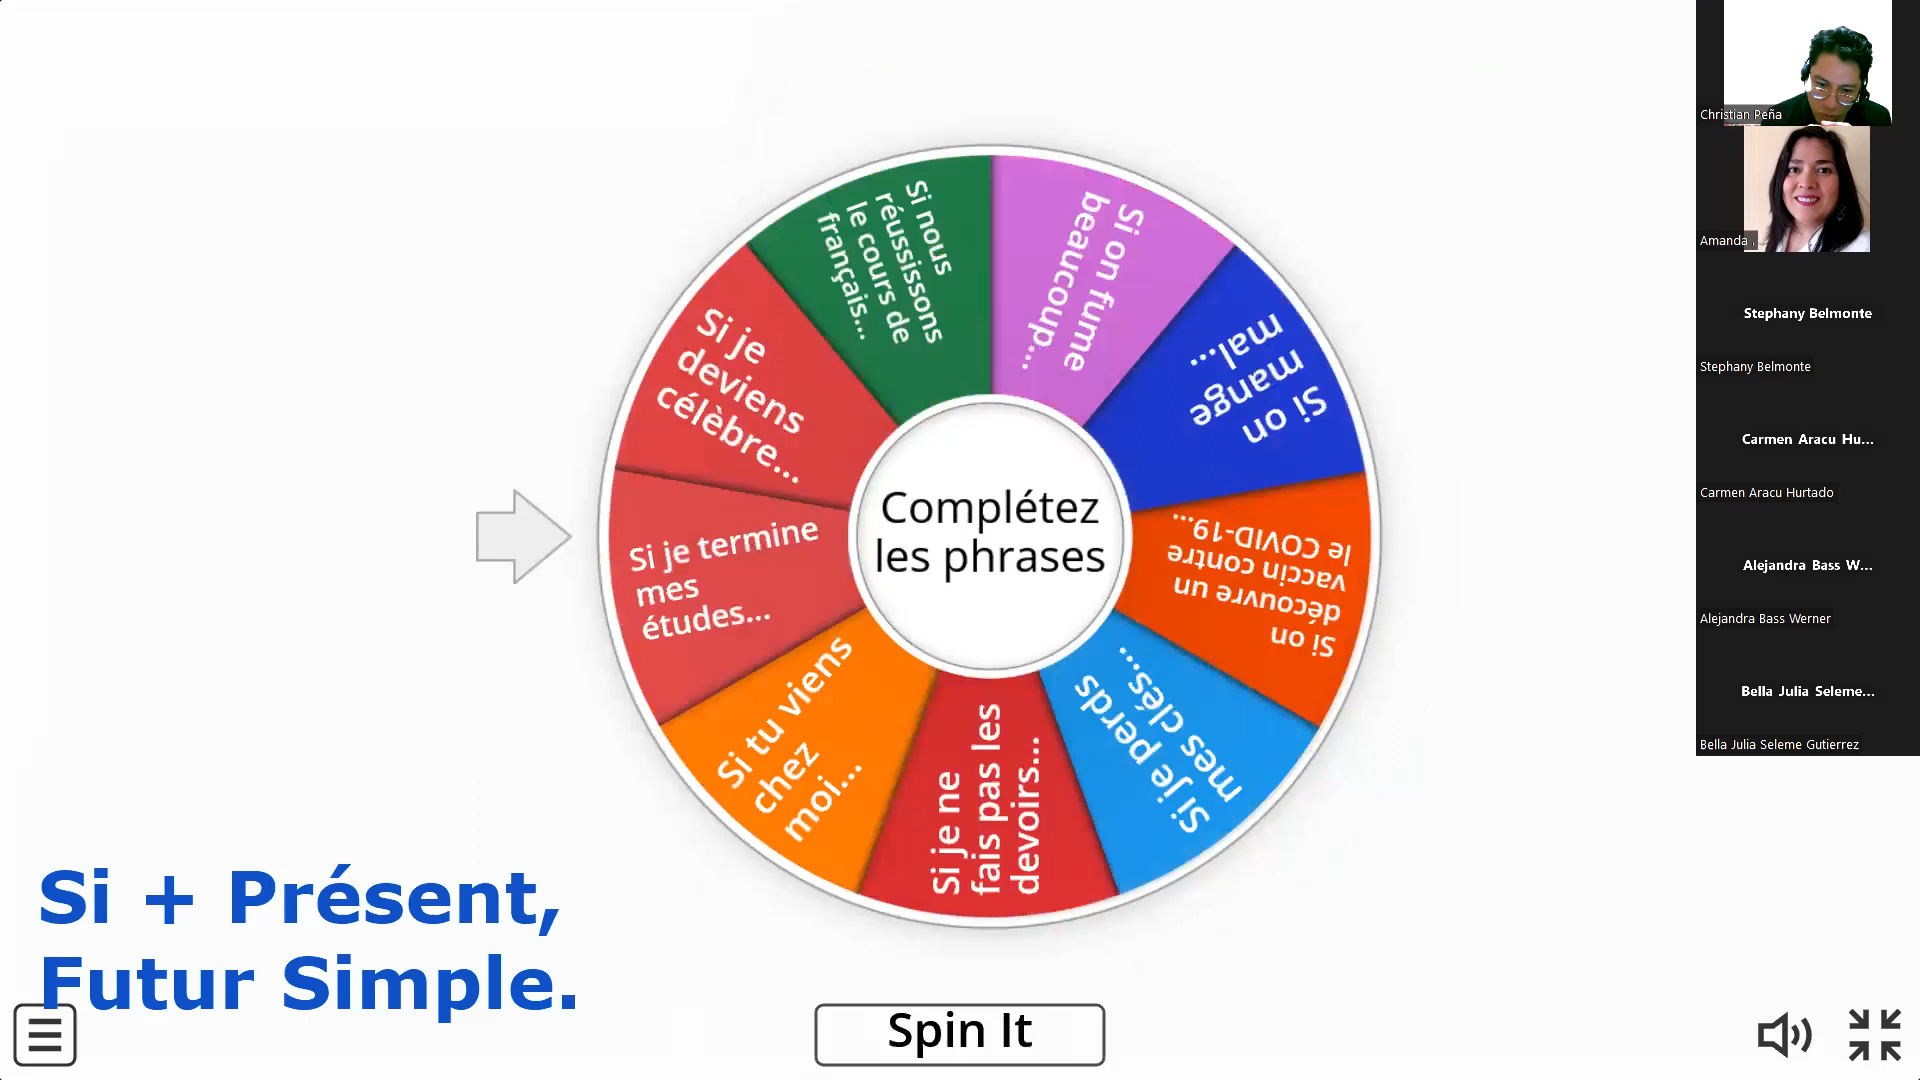 Si nous
réussissons
le cours de
français...
Si on fume
beaucoup...
Si on
mange
mal...
Si on
découvre un
vaccin contre
le COVID-19...
Si je perds
mes clés...
Si je ne
fais pas les
devoirs...
Si tu viens
chez
moi...
Si je termine
mes
études...
Si je
deviens
célèbre...
Complétez
les phrases
Si + Présent,
Futur Simple.
Spin It
Christian Peña
Amanda .
Stephany Belmonte
Stephany Belmonte
Carmen Aracu Hu...
Carmen Aracu Hurtado
Alejandra Bass W...
Alejandra Bass Werner
Bella Julia Seleme...
Bella Julia Seleme Gutierrez